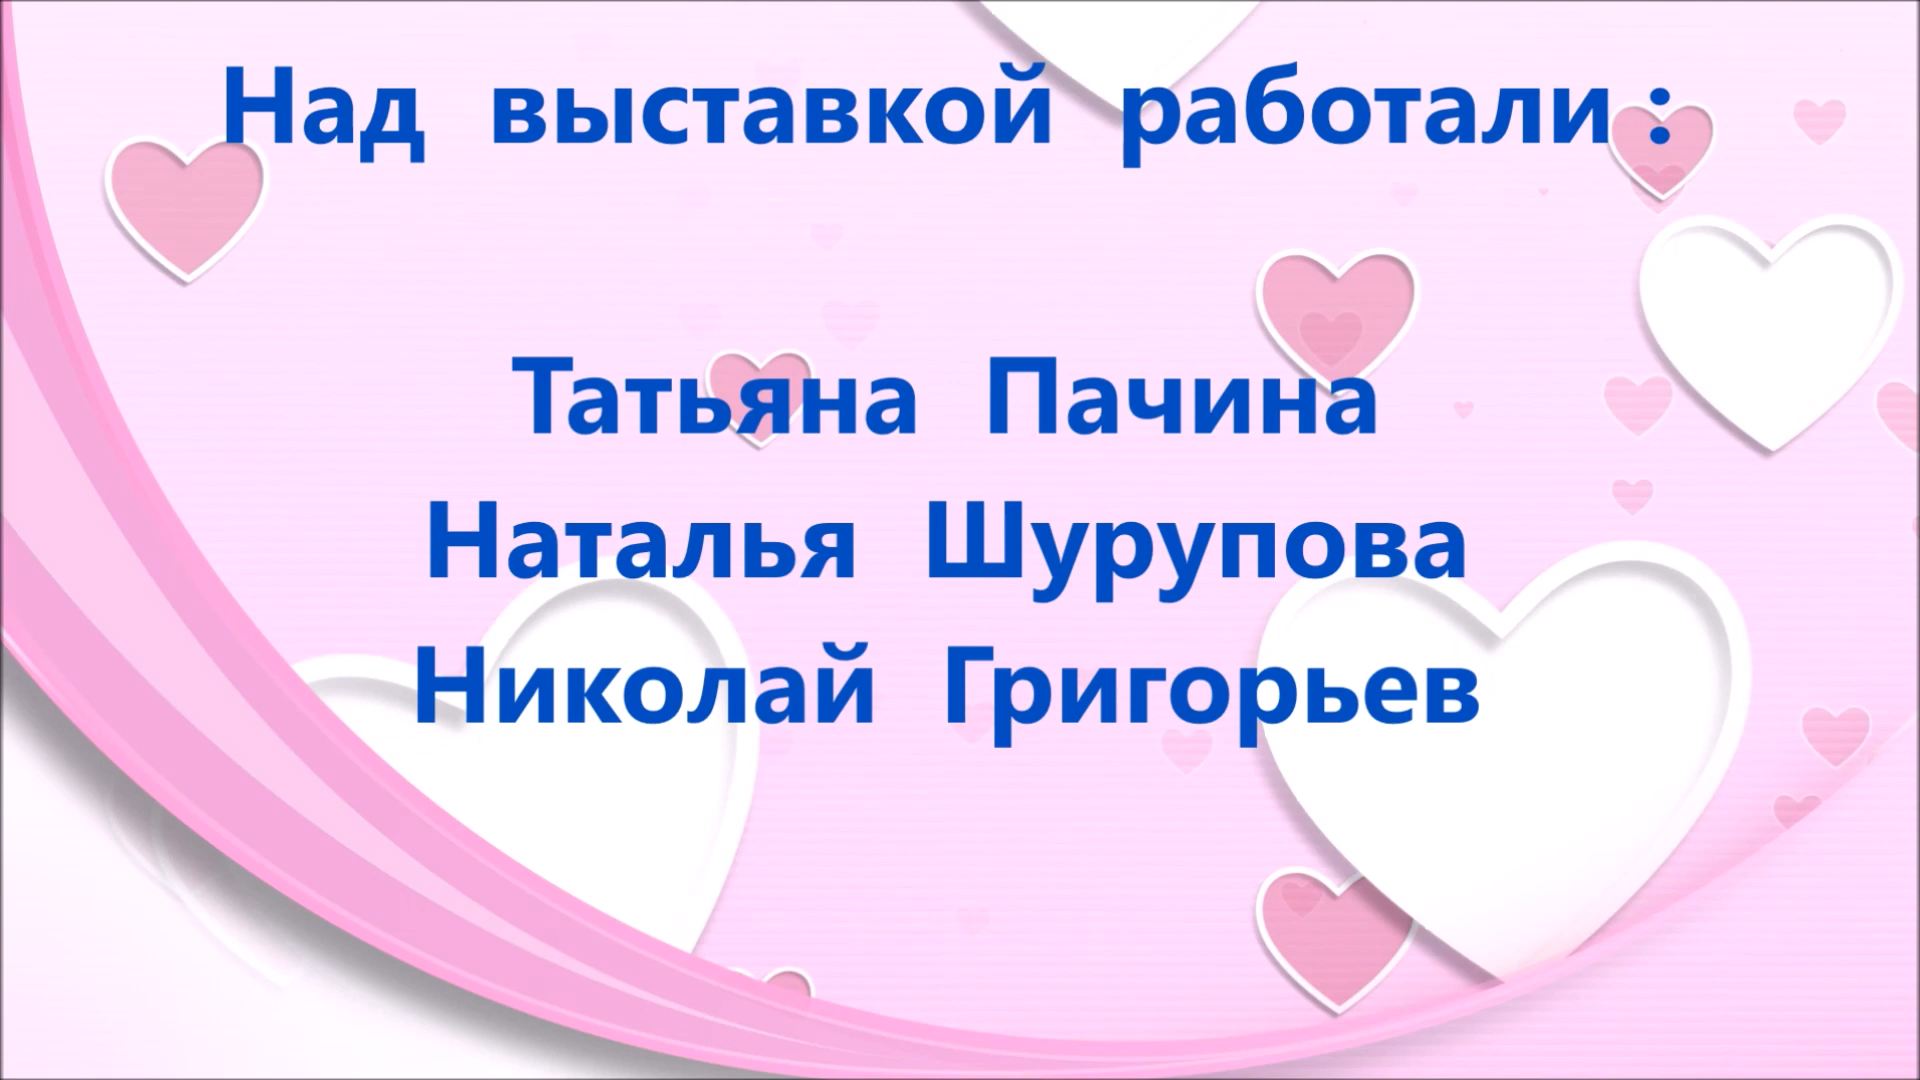 Над выставкой работали :
Татьяна Пачина
Наталья Шурупова
Николай Григорьев